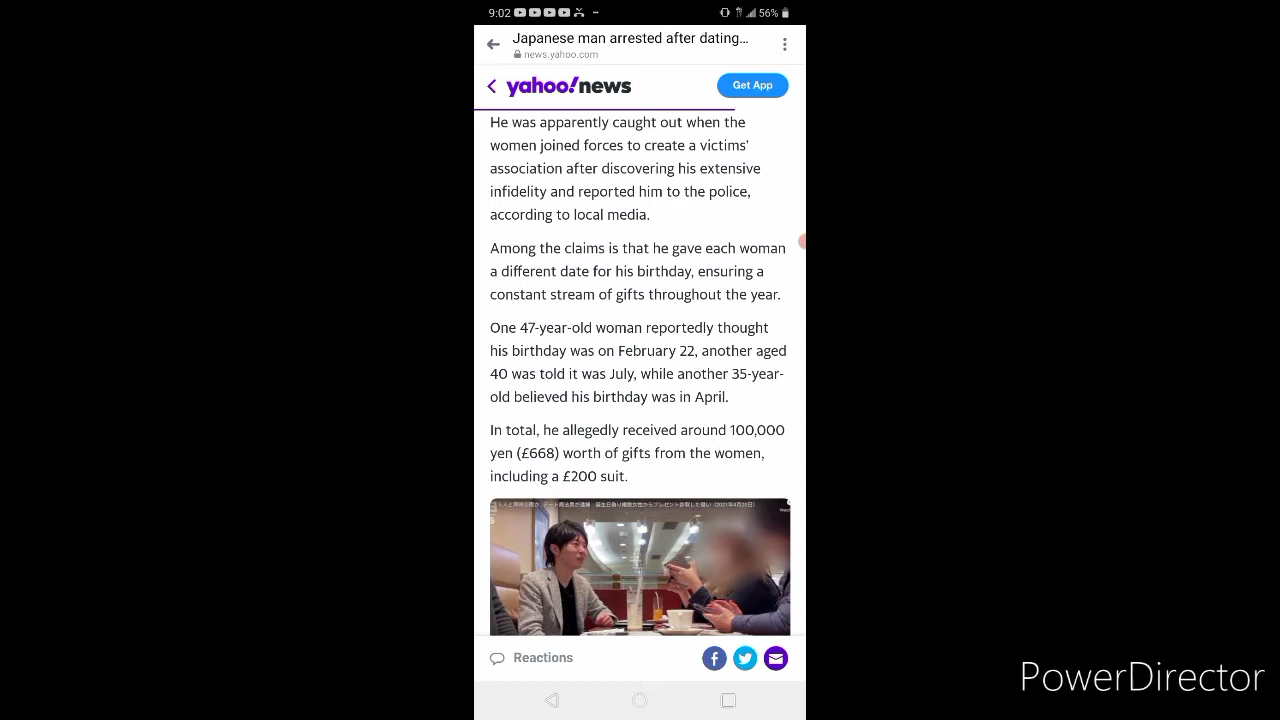 9:02
56%
Japanese man arrested after dating...
news.yahoo.com
yahoo!news
Get App
He was apparently caught out when the
women joined forces to create a victims'
association after discovering his extensive
infidelity and reported him to the police,
according to local media.
Among the claims is that he gave each woman
a different date for his birthday, ensuring a
constant stream of gifts throughout the year.
One 47-year-old woman reportedly thought
his birthday was on February 22, another aged
40 was told it was July, while another 35-year-
old believed his birthday was in April.
In total, he allegedly received around 100,000
yen (£668) worth of gifts from the women,
including a £200 suit.
Reactions
PowerDirector